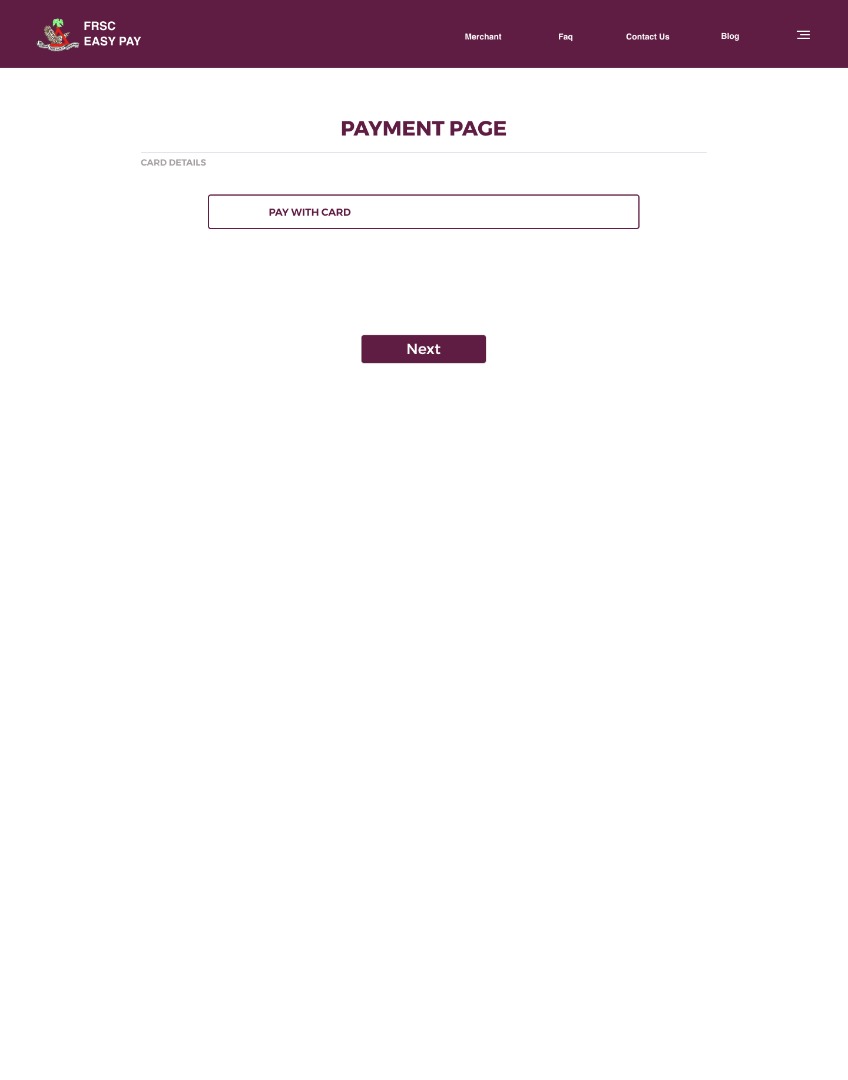 FRSC
EASY PAY
Merchant
Faq
Contact Us
Blog
PAYMENT PAGE
CARD DETAILS
PAY WITH CARD
Next